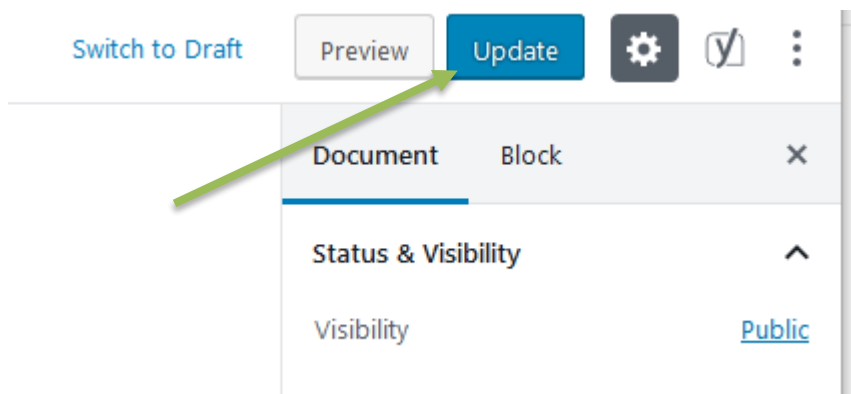 Switch to Draft Preview Update
Document Block
Status & Visibility
Visibility Public